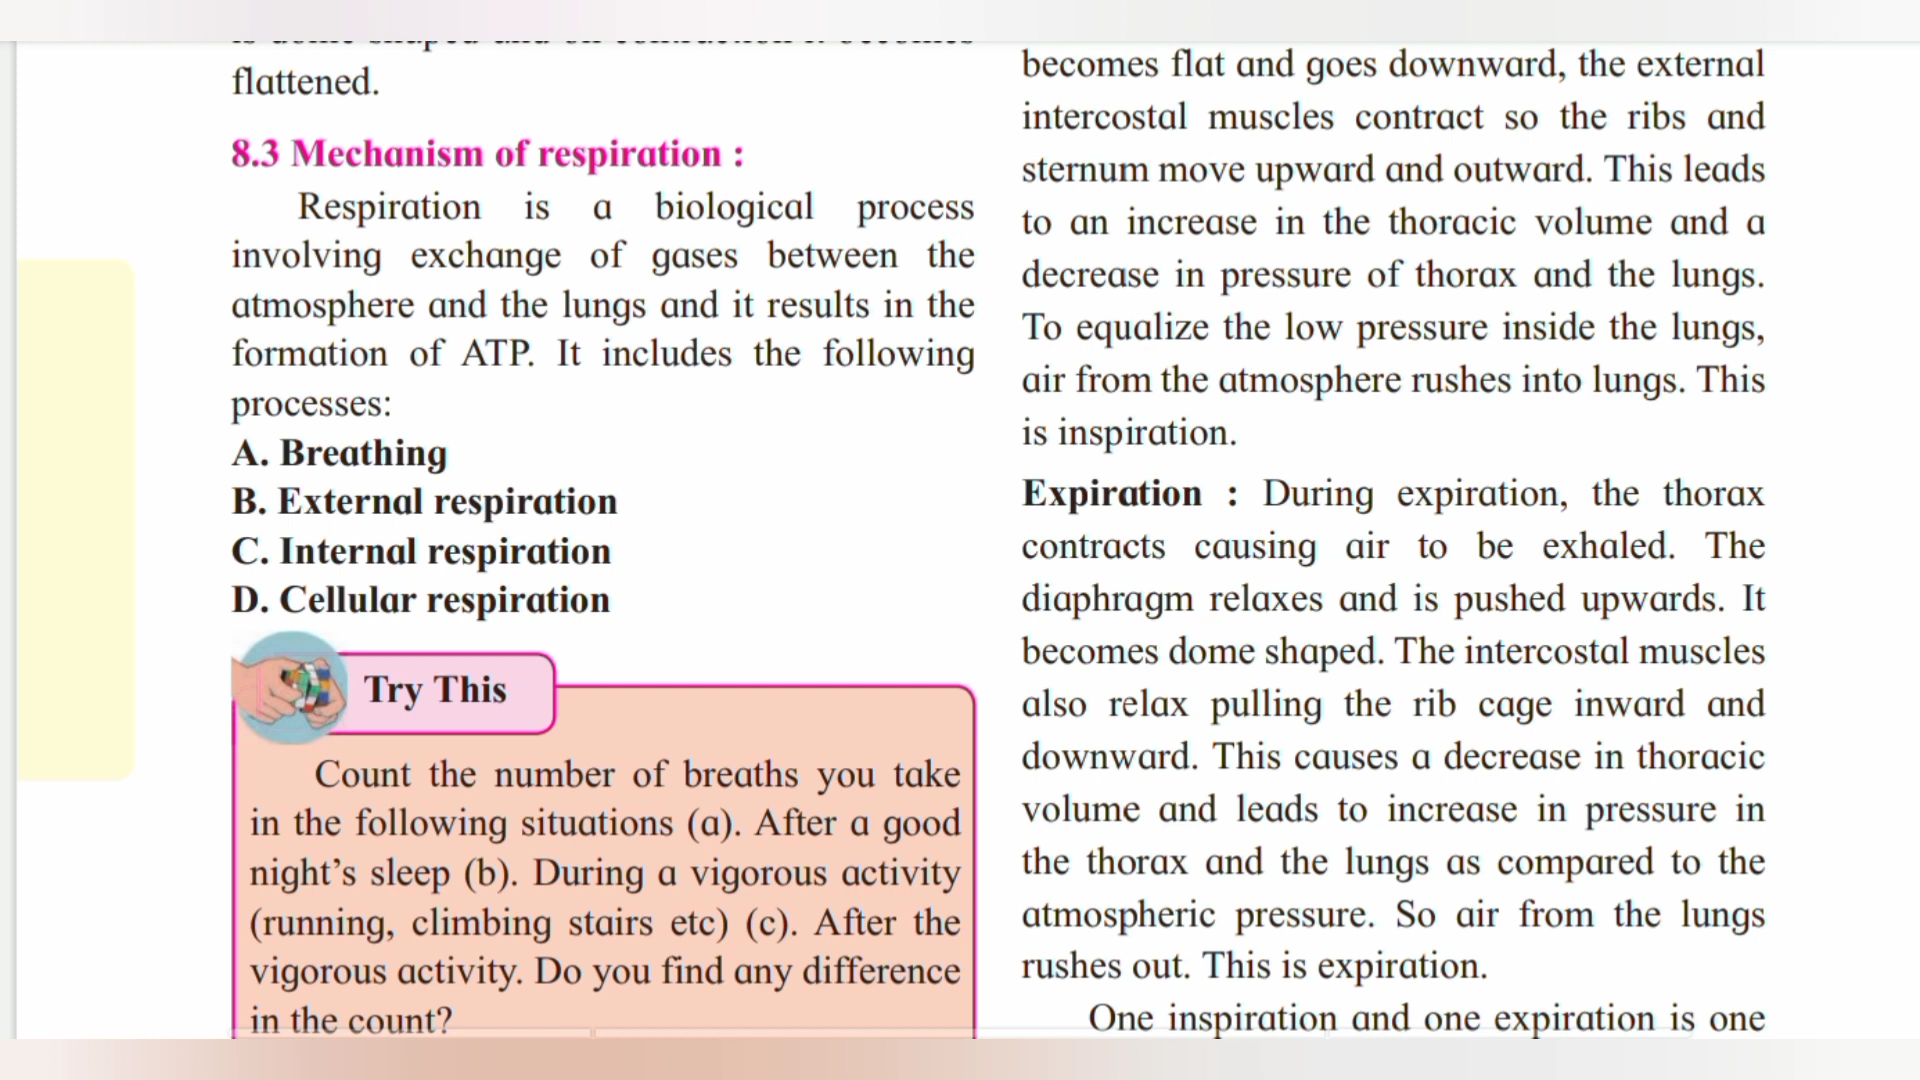 flattened.
8.3 Mechanism of respiration :
Respiration is a biological process
involving exchange of gases between the
atmosphere and the lungs and it results in the
formation of ATP. It includes the following
processes:
A. Breathing
B. External respiration
C. Internal respiration
D. Cellular respiration
Try This
Count the number of breaths you take
in the following situations (a). After a good
night’s sleep (b). During a vigorous activity
(running, climbing stairs etc) (c). After the
vigorous activity. Do you find any difference
in the count?
becomes flat and goes downward, the external
intercostal muscles contract so the ribs and
sternum move upward and outward. This leads
to an increase in the thoracic volume and a
decrease in pressure of thorax and the lungs.
To equalize the low pressure inside the lungs,
air from the atmosphere rushes into lungs. This
is inspiration.
Expiration : During expiration, the thorax
contracts causing air to be exhaled. The
diaphragm relaxes and is pushed upwards. It
becomes dome shaped. The intercostal muscles
also relax pulling the rib cage inward and
downward. This causes a decrease in thoracic
volume and leads to increase in pressure in
the thorax and the lungs as compared to the
atmospheric pressure. So air from the lungs
rushes out. This is expiration.
One inspiration and one expiration is one